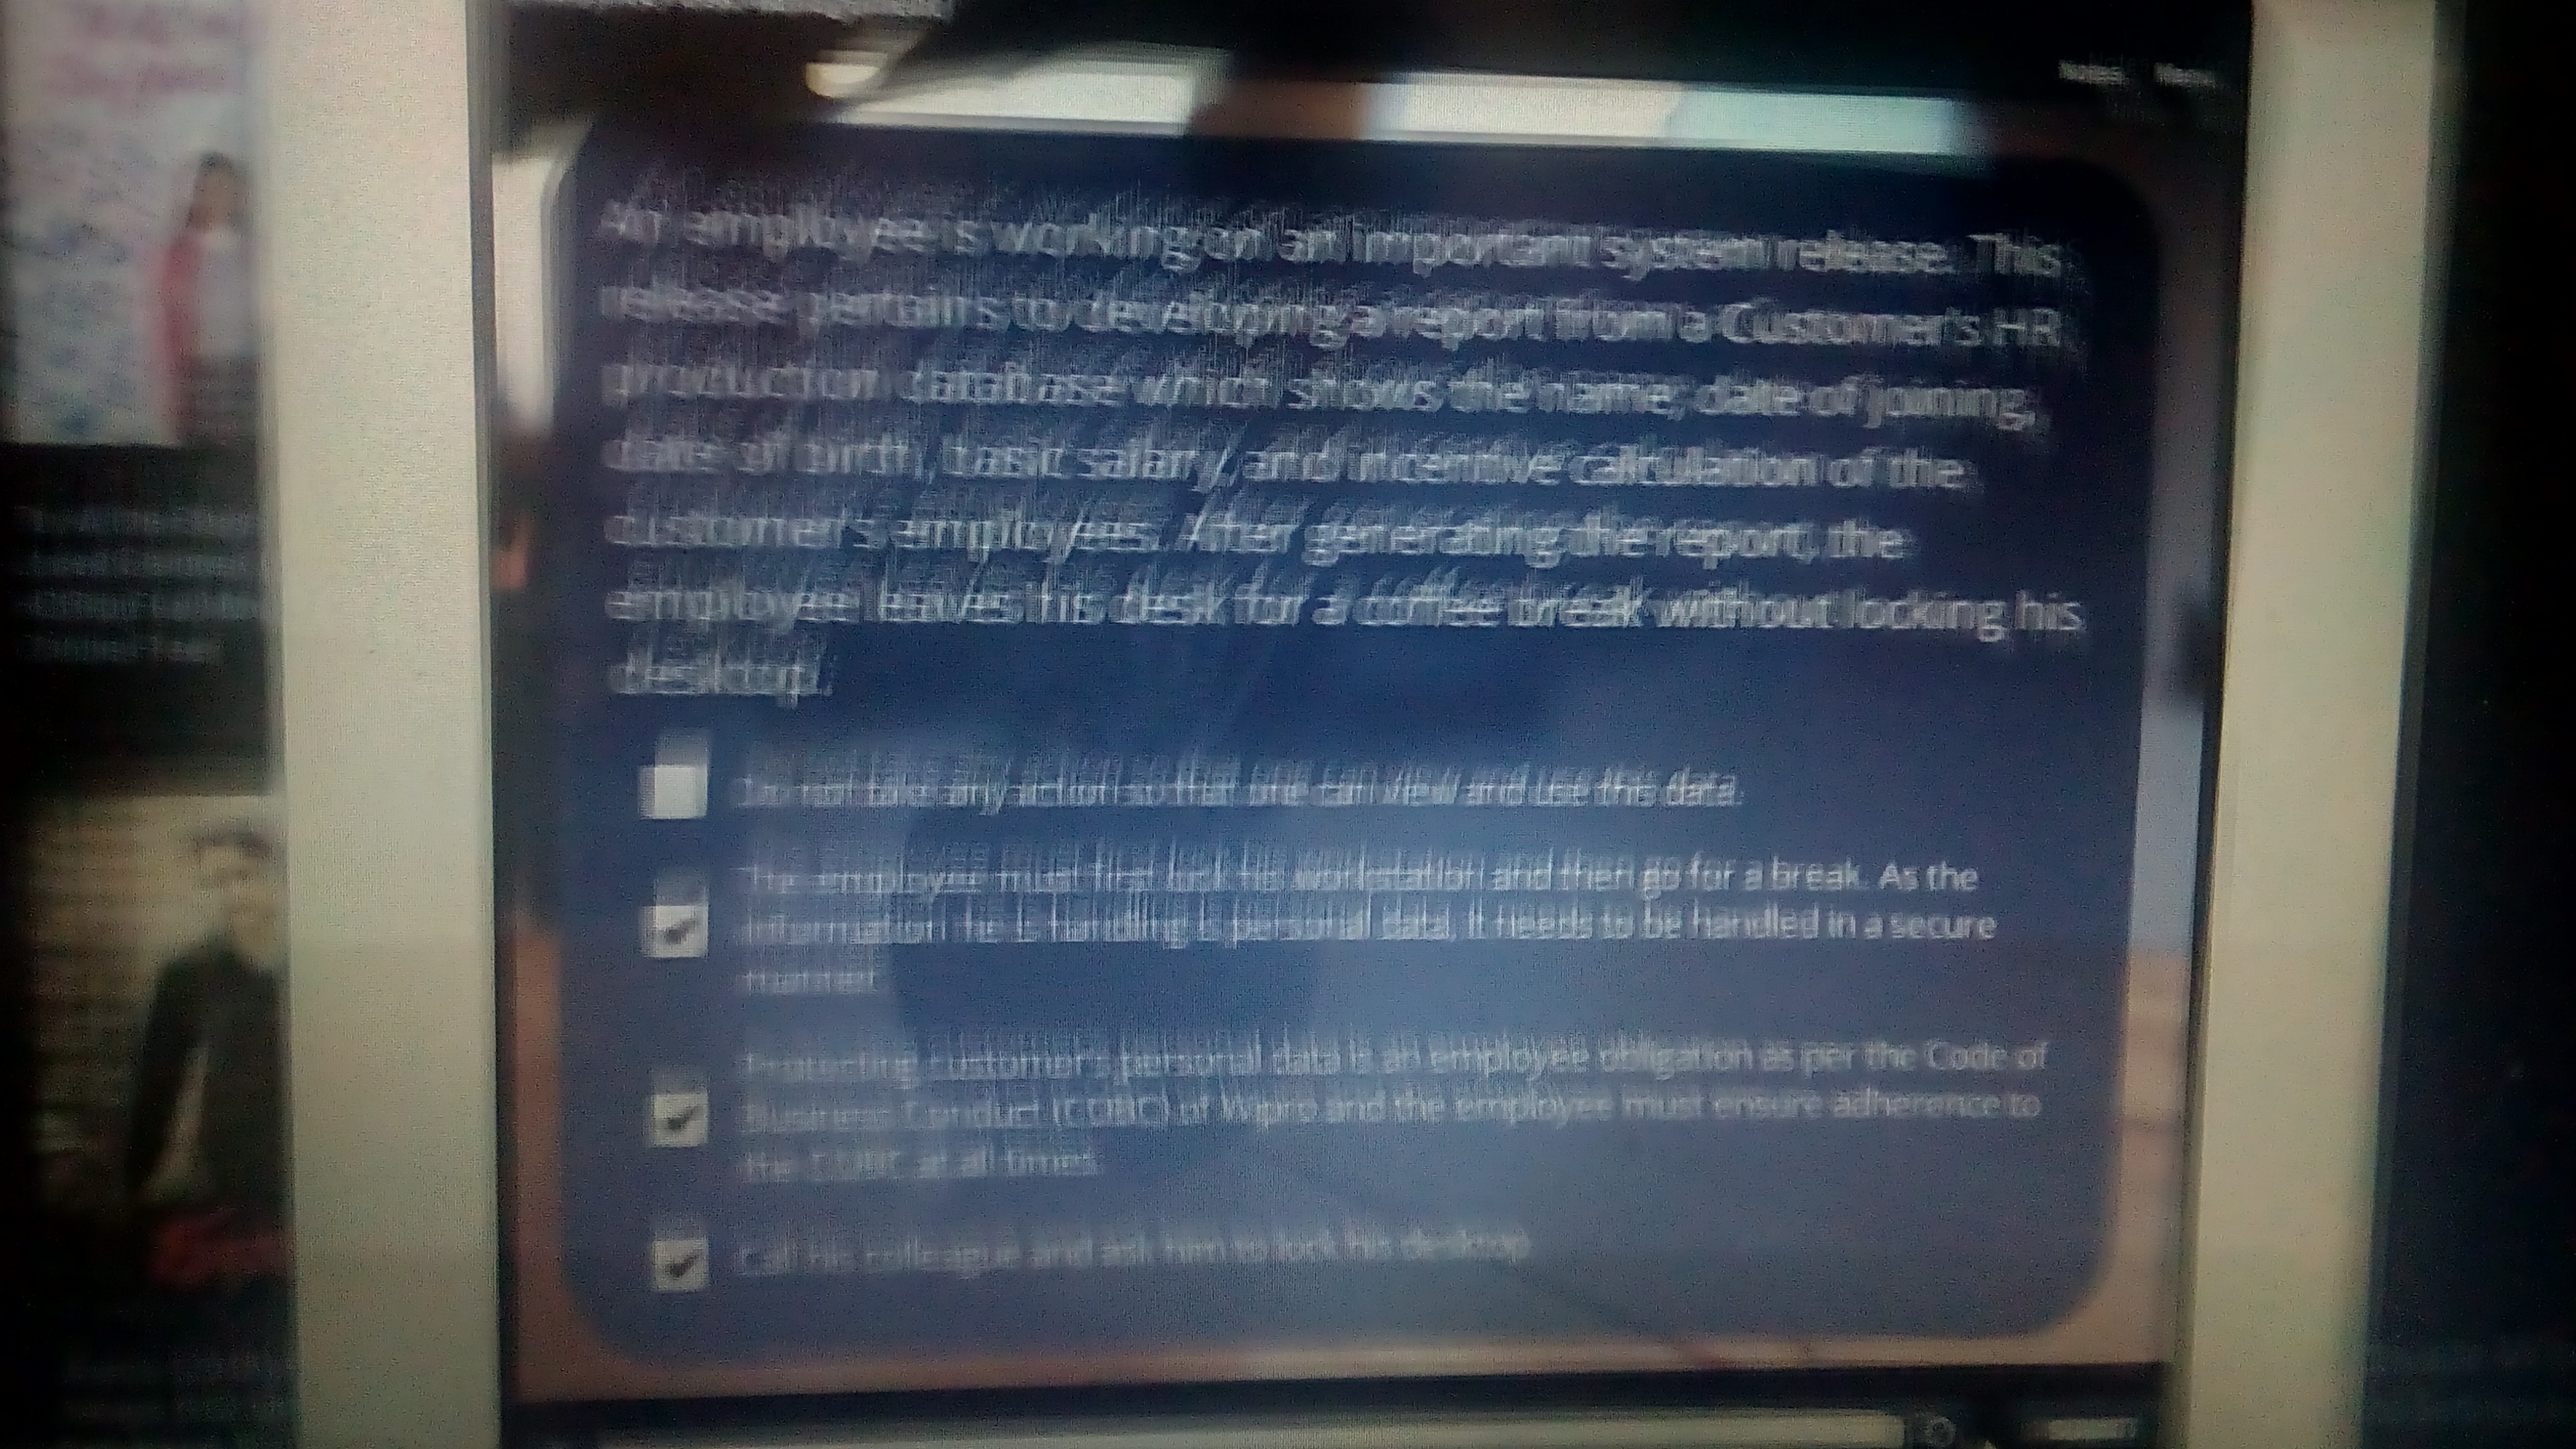 Notes Menu
An employee is working on an important system release. This
release pertains to developing a report from a Customer's HR
production database which shows the name, date of joining,
date of birth, basic salary, and incentive calculation of the
customer's employees. After generating the report, the
employee leaves his desk for a coffee break without locking his
desktop.
Do not take any action so that one can view and use this data.
The employee must first lock his workstation and then go for a break. As the
information he is handling is personal data, it needs to be handled in a secure
manner.
Protecting customer's personal data is an employee obligation as per the Code of
Business Conduct (COBC) of Wipro and the employee must ensure adherence to
the COBC at all times.
Call his colleague and ask him to lock his desktop